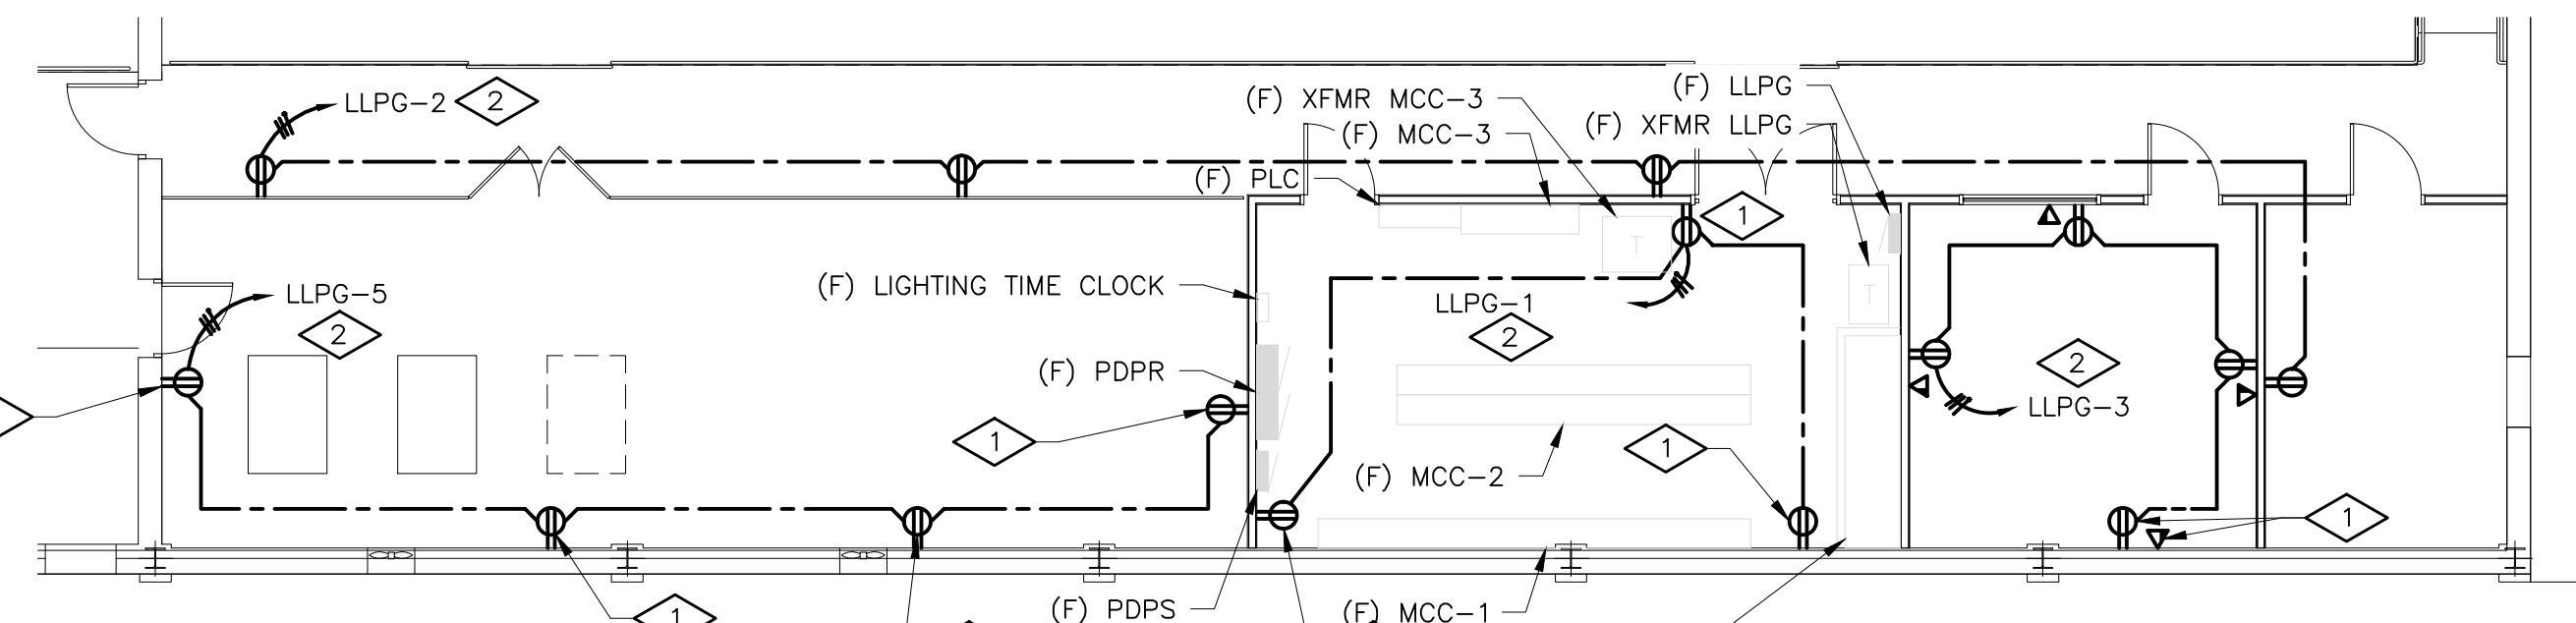 (F) LLPG
LLPG-2
2
(F) XFMR MCC-3
(F) MCC-3
(F) XFMR LLPG
(F) PLC
1
(F) LIGHTING TIME CLOCK
T
LLPG-5
2
LLPG-1
2
T
(F) PDPR
2
LLPG-3
1
1
(F) MCC-2
1
(F) PDPS
(F) MCC-1
1